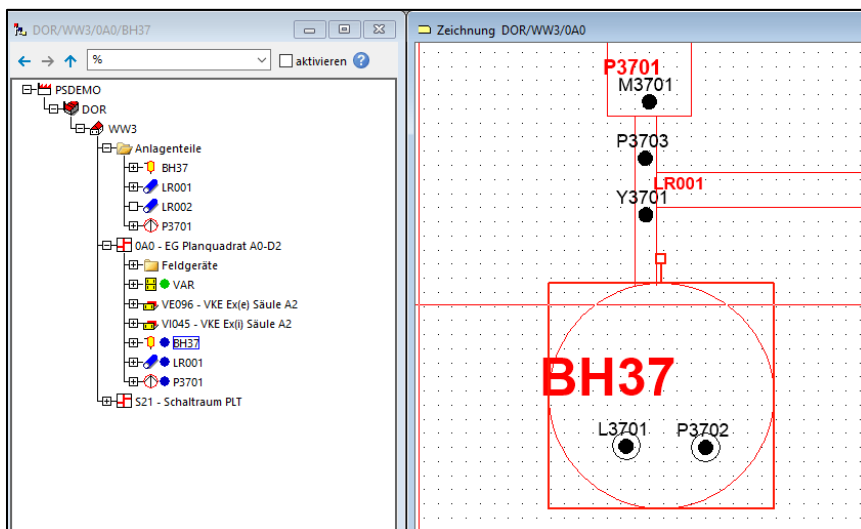 DOR/WW3/0A0/BH37
%
aktivieren
?
PSDEMO
DOR
WW3
Anlagenteile
BH37
LR001
LR002
P3701
0A0 - EG Planquadrat A0-D2
Feldgeräte
VAR
VE096 - VKE Ex(e) Säule A2
VI045 - VKE Ex(i) Säule A2
BH37
LR001
P3701
S21 - Schaltraum PLT
Zeichnung DOR/WW3/0A0
P3701
M3701
P3703
LR001
Y3701
BH37
L3701 P3702